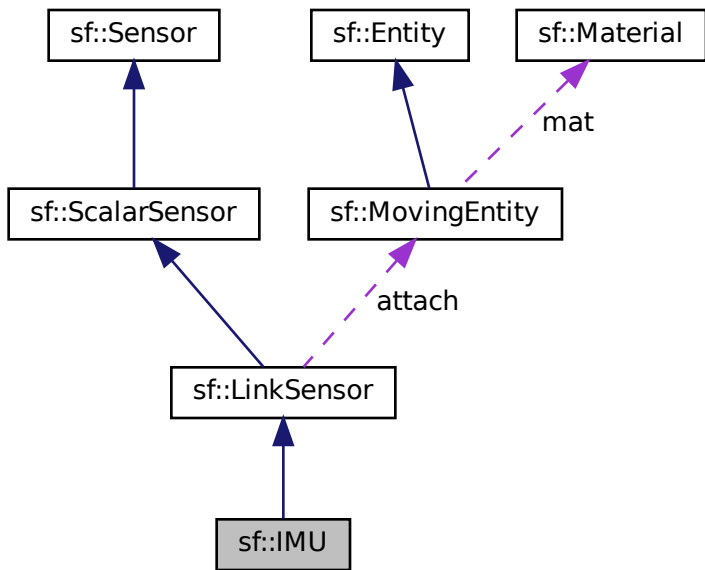 sf::Sensor
sf::Entity
sf::Material
mat
sf::ScalarSensor
sf::MovingEntity
attach
sf::LinkSensor
sf::IMU